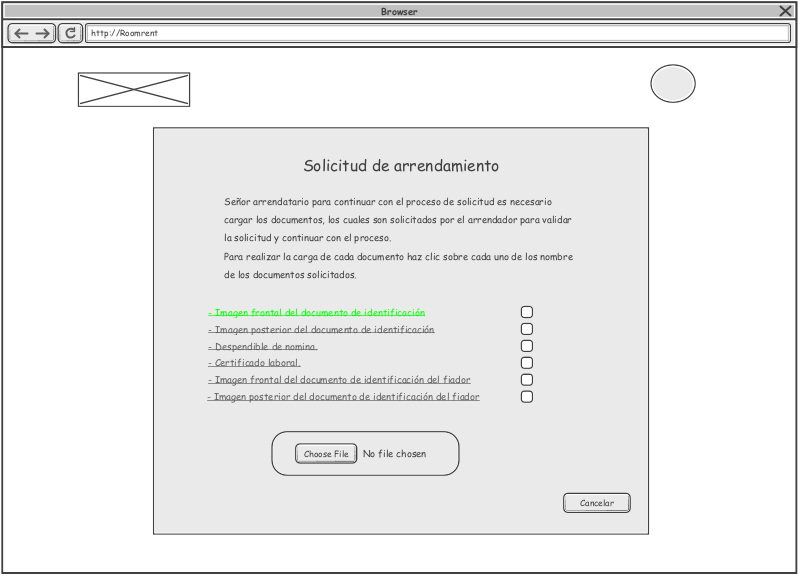 Browser
http://Roomrent
Solicitud de arrendamiento
Señor arrendatario para continuar con el proceso de solicitud es necesario
cargar los documentos, los cuales son solicitados por el arrendador para validar
la solicitud y continuar con el proceso.
Para realizar la carga de cada documento haz clic sobre cada uno de los nombre
de los documentos solicitados.
- Imagen frontal del documento de identificación
- Imagen posterior del documento de identificación
- Despendible de nomina.
- Certificado laboral.
- Imagen frontal del documento de identificación del fiador
- Imagen posterior del documento de identificación del fiador
Choose File No file chosen
Cancelar